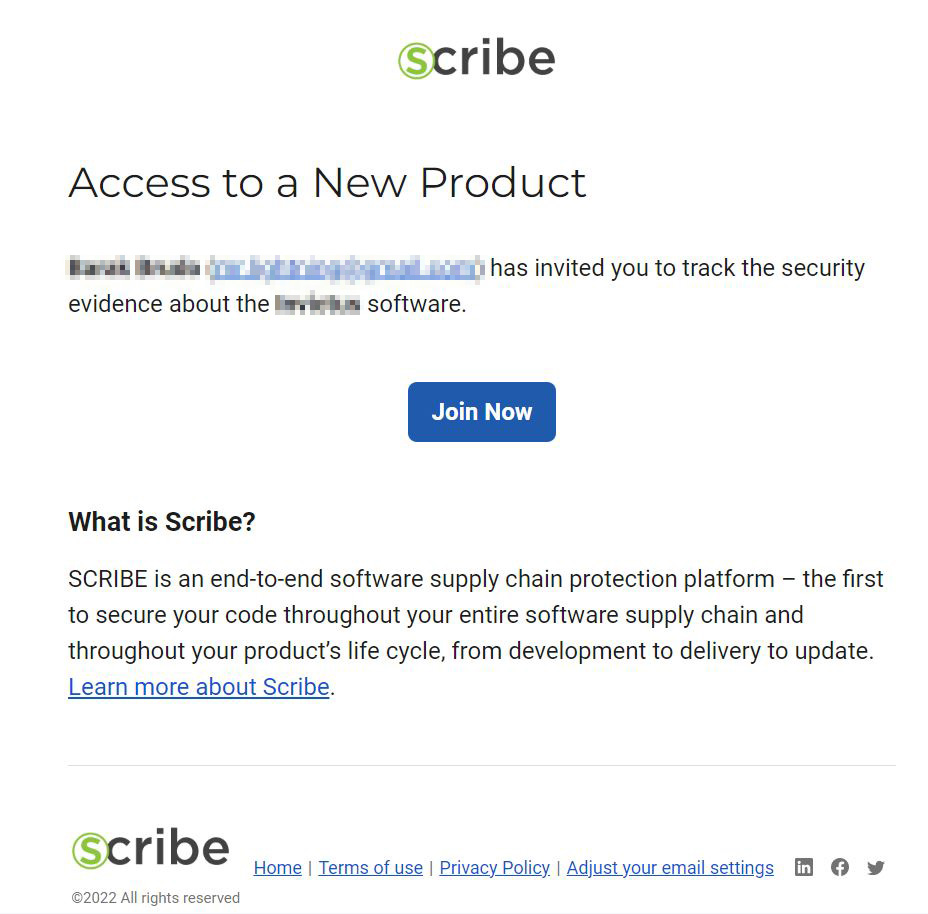 scribe
Access to a New Product
has invited you to track the security
evidence about the software.
Join Now
What is Scribe?
SCRIBE is an end-to-end software supply chain protection platform – the first
to secure your code throughout your entire software supply chain and
throughout your product’s life cycle, from development to delivery to update.
Learn more about Scribe.
scribe
Home | Terms of use | Privacy Policy | Adjust your email settings
©2022 All rights reserved